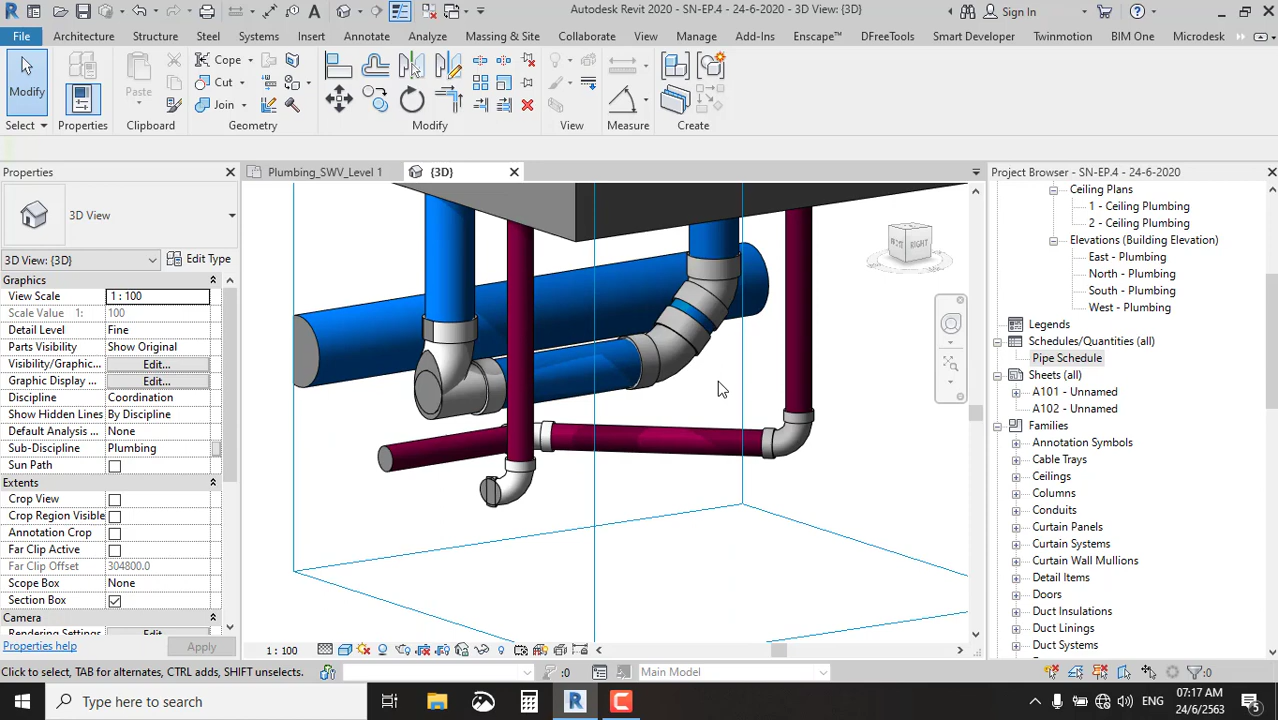 Autodesk Revit 2020 - SN-EP.4 - 24-6-2020 - 3D View: {3D}
Sign In
File Architecture Structure Steel Systems Insert Annotate Analyze Massing & Site Collaborate View Manage Add-Ins Enscape™ DFreeTools Smart Developer Twinmotion BIM One Microdesk
Modify
Paste
Cope
Cut
Join
Select Properties Clipboard Geometry Modify View Measure Create
Properties
3D View
3D View: {3D} Edit Type
Graphics
View Scale 1 : 100
Scale Value 1: 100
Detail Level Fine
Parts Visibility Show Original
Visibility/Graphic... Edit...
Graphic Display ... Edit...
Discipline Coordination
Show Hidden Lines By Discipline
Default Analysis ... None
Sub-Discipline Plumbing
Sun Path
Extents
Crop View
Crop Region Visible
Annotation Crop
Far Clip Active
Far Clip Offset 304800.0
Scope Box None
Section Box
Camera
Rendering Settings Edit...
Properties help Apply
Plumbing_SWV_Level 1
{3D}
RIGHT
1 : 100
Project Browser - SN-EP.4 - 24-6-2020
Ceiling Plans
1 - Ceiling Plumbing
2 - Ceiling Plumbing
Elevations (Building Elevation)
East - Plumbing
North - Plumbing
South - Plumbing
West - Plumbing
Legends
Schedules/Quantities (all)
Pipe Schedule
Sheets (all)
A101 - Unnamed
A102 - Unnamed
Families
Annotation Symbols
Cable Trays
Ceilings
Columns
Conduits
Curtain Panels
Curtain Systems
Curtain Wall Mullions
Detail Items
Doors
Duct Insulations
Duct Linings
Duct Systems
Click to select, TAB for alternates, CTRL adds, SHIFT unselects.
:0
Main Model
:0
Type here to search
ENG
07:17 AM
24/6/2563
5